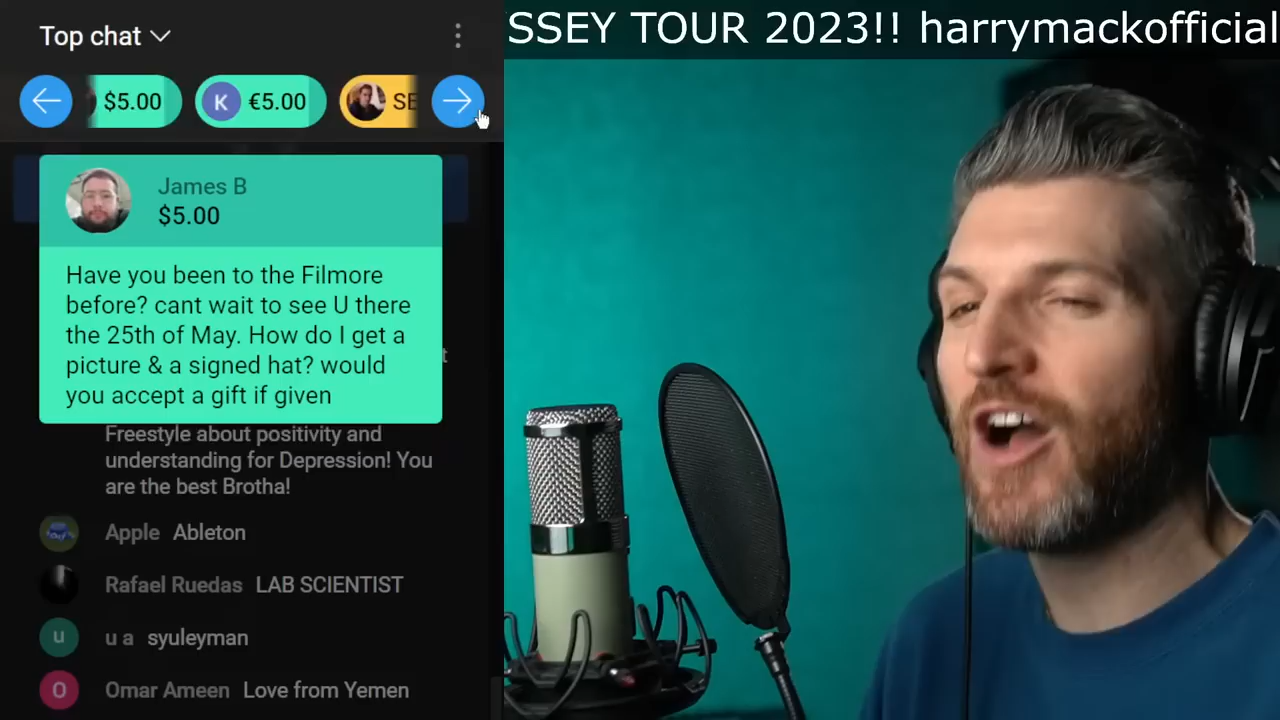 Top chat
SSEY TOUR 2023!! harrymackofficial
$5.00
K €5.00
SE
James B
$5.00
Have you been to the Filmore
before? cant wait to see U there
the 25th of May. How do I get a
picture & a signed hat? would
you accept a gift if given
Freestyle about positivity and
understanding for Depression! You
are the best Brotha!
Apple Ableton
Rafael Ruedas LAB SCIENTIST
u u a syuleyman
O Omar Ameen Love from Yemen